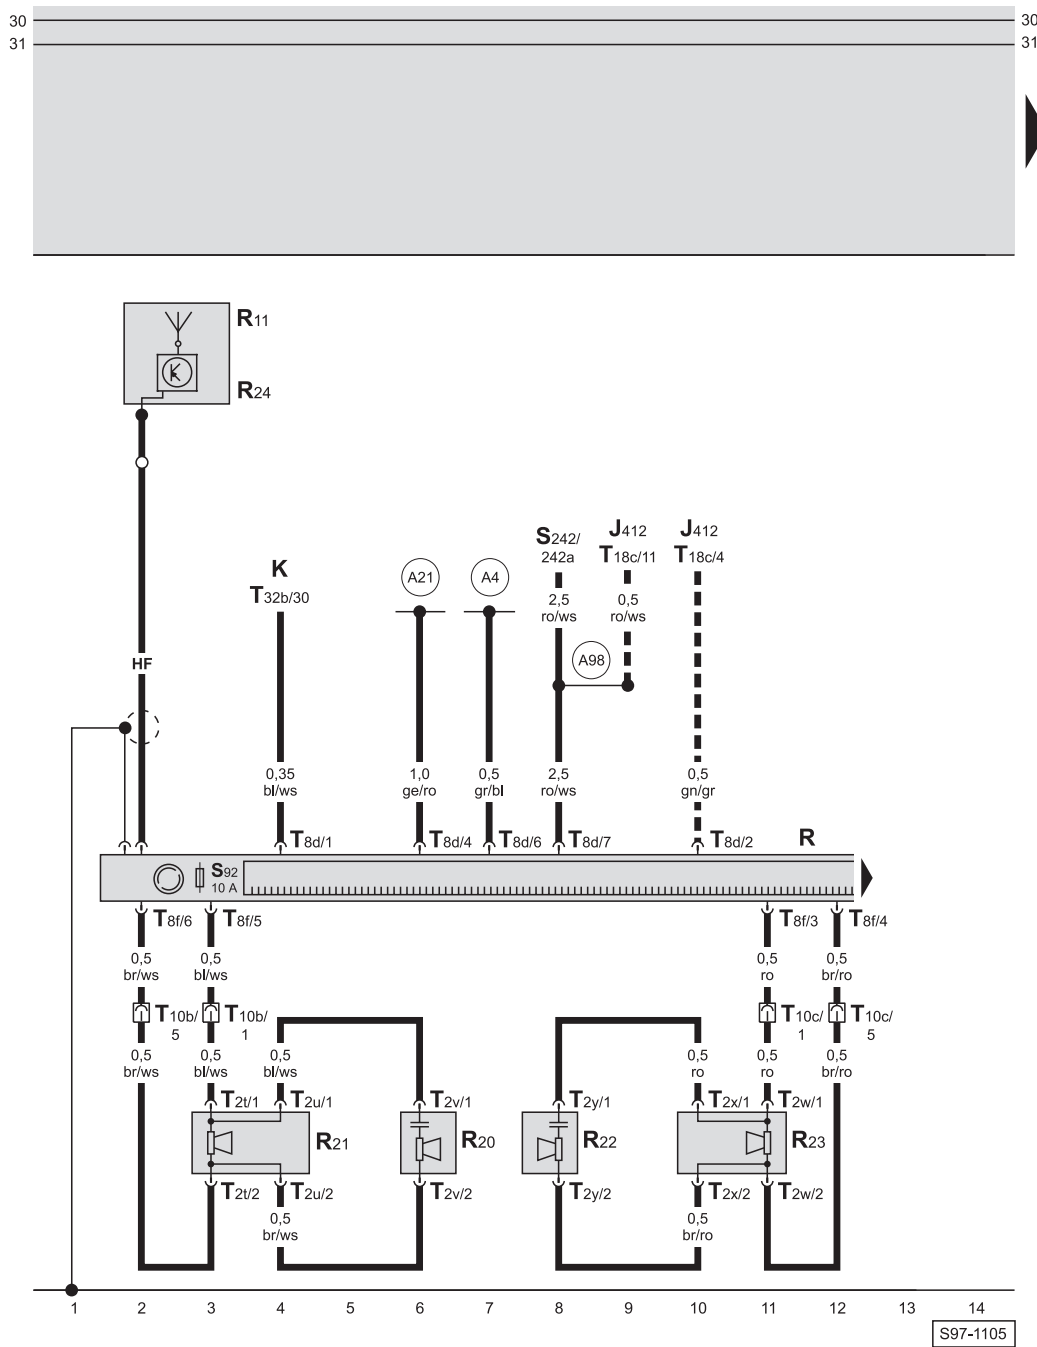 30 30
31 31
R11
R24
HF
K
T32b/30
A21
A4
S242/
242a
J412
T18c/11
J412
T18c/4
2,5
ro/ws
0,5
ro/ws
A98
0,35
bl/ws
1,0
ge/ro
0,5
gr/bl
2,5
ro/ws
0,5
gn/gr
T8d/1
T8d/4
T8d/6
T8d/7
T8d/2
R
S92
10 A
T8f/6
T8f/5
T8f/3
T8f/4
0,5
br/ws
0,5
bl/ws
0,5
ro
0,5
br/ro
T10b/
5
T10b/
1
T10c/
1
T10c/
5
0,5
br/ws
0,5
bl/ws
0,5
bl/ws
0,5
ro
0,5
ro
0,5
br/ro
T2t/1
T2u/1
T2v/1
T2y/1
T2x/1
T2w/1
R21
R20
R22
R23
T2t/2
T2u/2
T2v/2
T2y/2
T2x/2
T2w/2
0,5
br/ws
0,5
br/ro
1 2 3 4 5 6 7 8 9 10 11 12 13 14
S97-1105